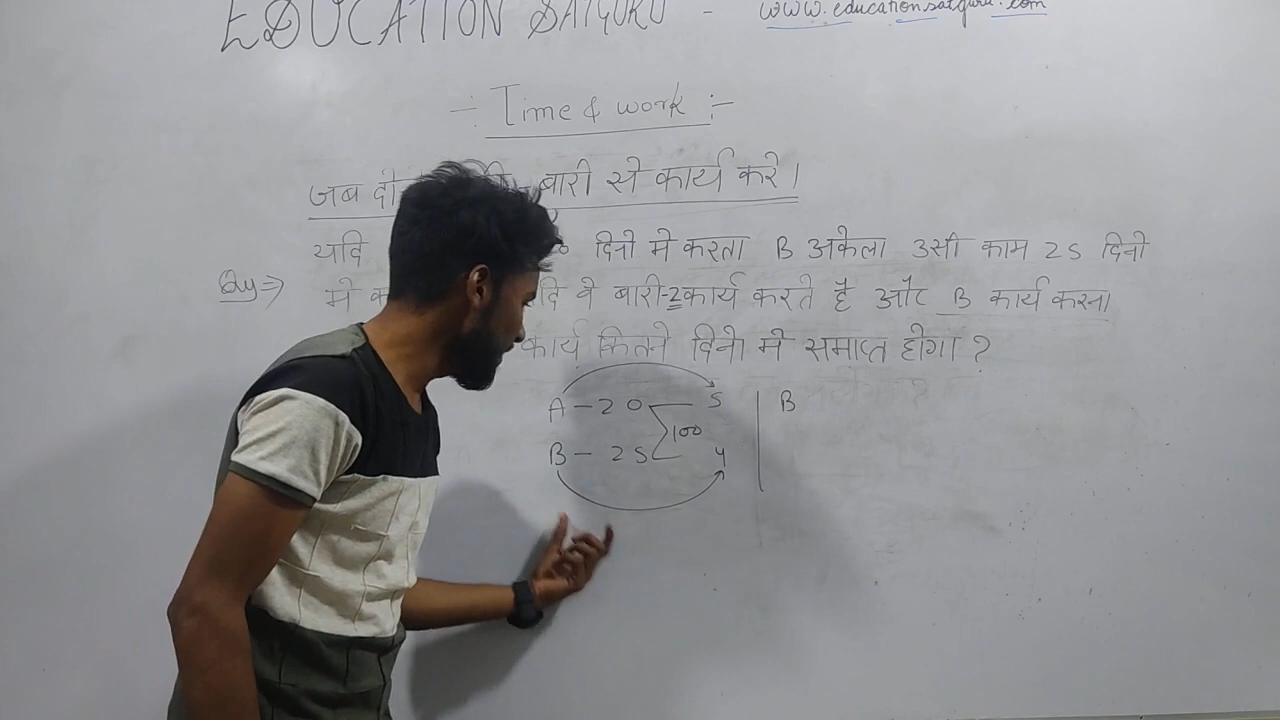 EDUCATION SATGURU - www.educationsatguru.com
-: Time & work :-
जब दो बारी से कार्य करे।
यदि दिनो मे करता B अकेला उसी काम 25 दिनो
Qy⇒ मे वे बारी-2 कार्य करते है और B कार्य करना
कार्य कितने दिनो मे समाप्त होगा ?
A - 20 5 B
100
B - 25 4